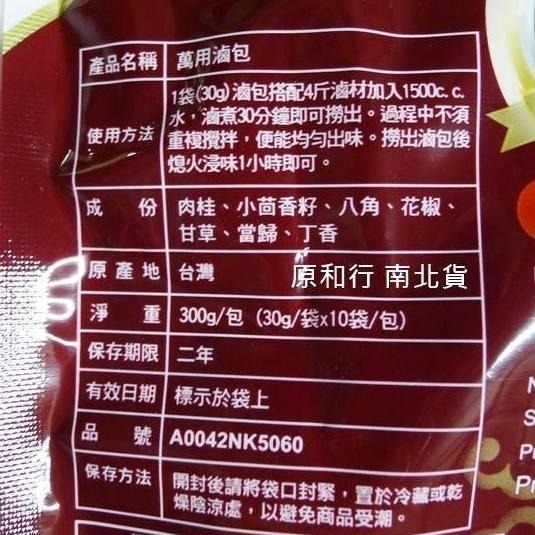 產品名稱 萬用滷包
使用方法 1袋(30g)滷包搭配4斤滷材加入1500c.c.
水，滷煮30分鐘即可撈出。過程中不須
重複攪拌，便能均勻出味。撈出滷包後
熄火浸味1小時即可。
成份 肉桂、小茴香籽、八角、花椒、
甘草、當歸、丁香
原產地 台灣
原和行 南北貨
淨重 300g/包（30g/袋x10袋/包）
保存期限 二年
有效日期 標示於袋上
品號 A0042NK5060
保存方法 開封後請將袋口封緊，置於冷藏或乾
燥陰涼處，以避免商品受潮。